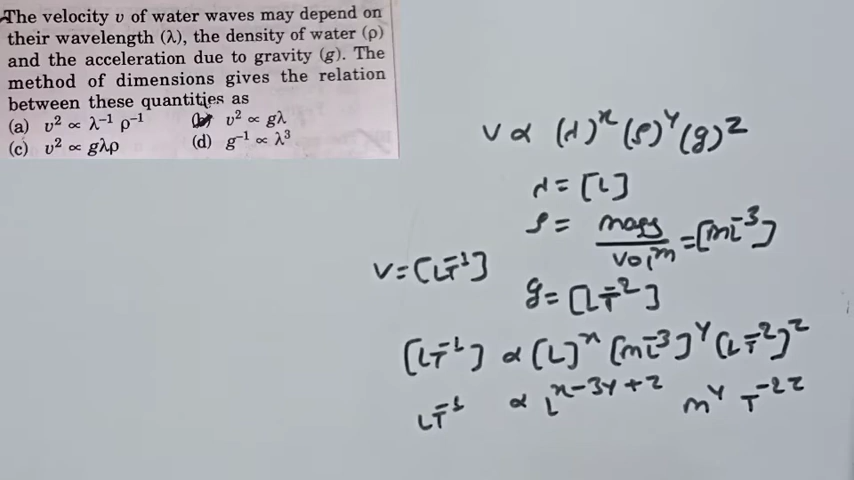 The velocity v of water waves may depend on
their wavelength (λ), the density of water (ρ)
and the acceleration due to gravity (g). The
method of dimensions gives the relation
between these quantities as
(a) v² ∝ λ⁻¹ ρ⁻¹ (b) v² ∝ gλ
(c) v² ∝ gλρ (d) g⁻¹ ∝ λ³
V ∝ (λ)ˣ (ρ)ʸ (g)ᶻ
λ = [L]
ρ = mass/volm = [ML⁻³]
V = [LT⁻¹]
g = [LT⁻²]
[LT⁻¹] ∝ [L]ˣ [ML⁻³]ʸ [LT⁻²]ᶻ
LT⁻¹ ∝ L^x-3y+z M^y T^-2z